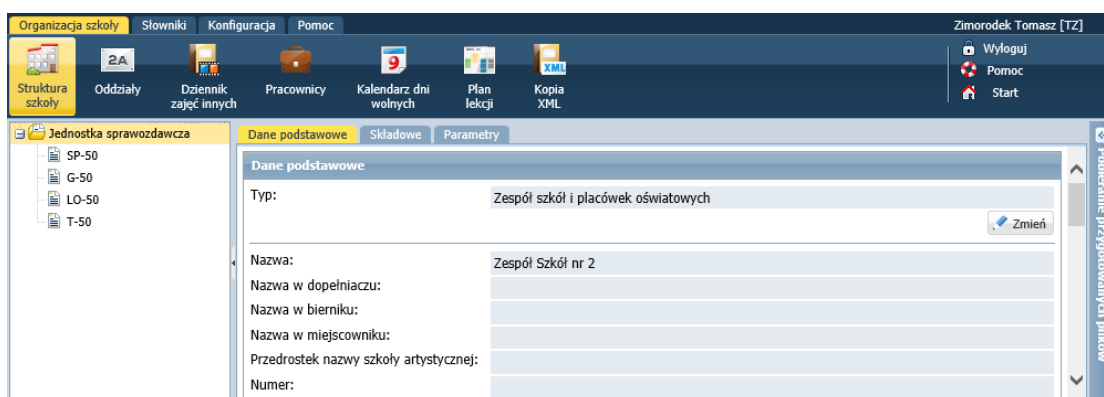 Organizacja szkoły Słowniki Konfiguracja Pomoc Zimorodek Tomasz [TZ]
2A 9 XML
Struktura szkoły
Oddziały
Dziennik zajęć innych
Pracownicy
Kalendarz dni wolnych
Plan lekcji
Kopia XML
Wyloguj
Pomoc
Start
Jednostka sprawozdawcza
SP-50
G-50
LO-50
T-50
Dane podstawowe Składowe Parametry
Dane podstawowe
Typ: Zespół szkół i placówek oświatowych
Zmień
Nazwa: Zespół Szkół nr 2
Nazwa w dopełniaczu:
Nazwa w bierniku:
Nazwa w miejscowniku:
Przedrostek nazwy szkoły artystycznej:
Numer:
Pobieranie przygotowanych plików